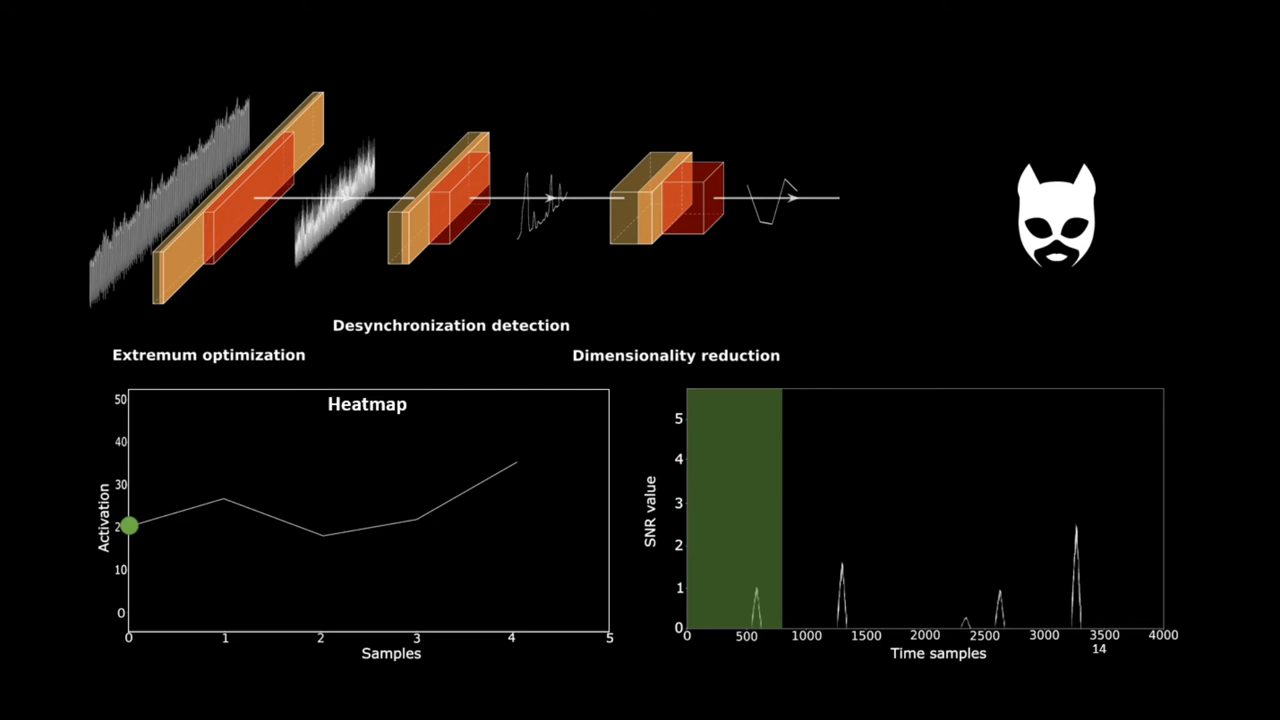 Desynchronization detection
Extremum optimization
Dimensionality reduction
Heatmap
50
40
30
20
10
0
Activation
0 1 2 3 4 5
Samples
5
4
3
2
1
0
SNR value
0 500 1000 1500 2000 2500 3000 3500 4000
Time samples
14